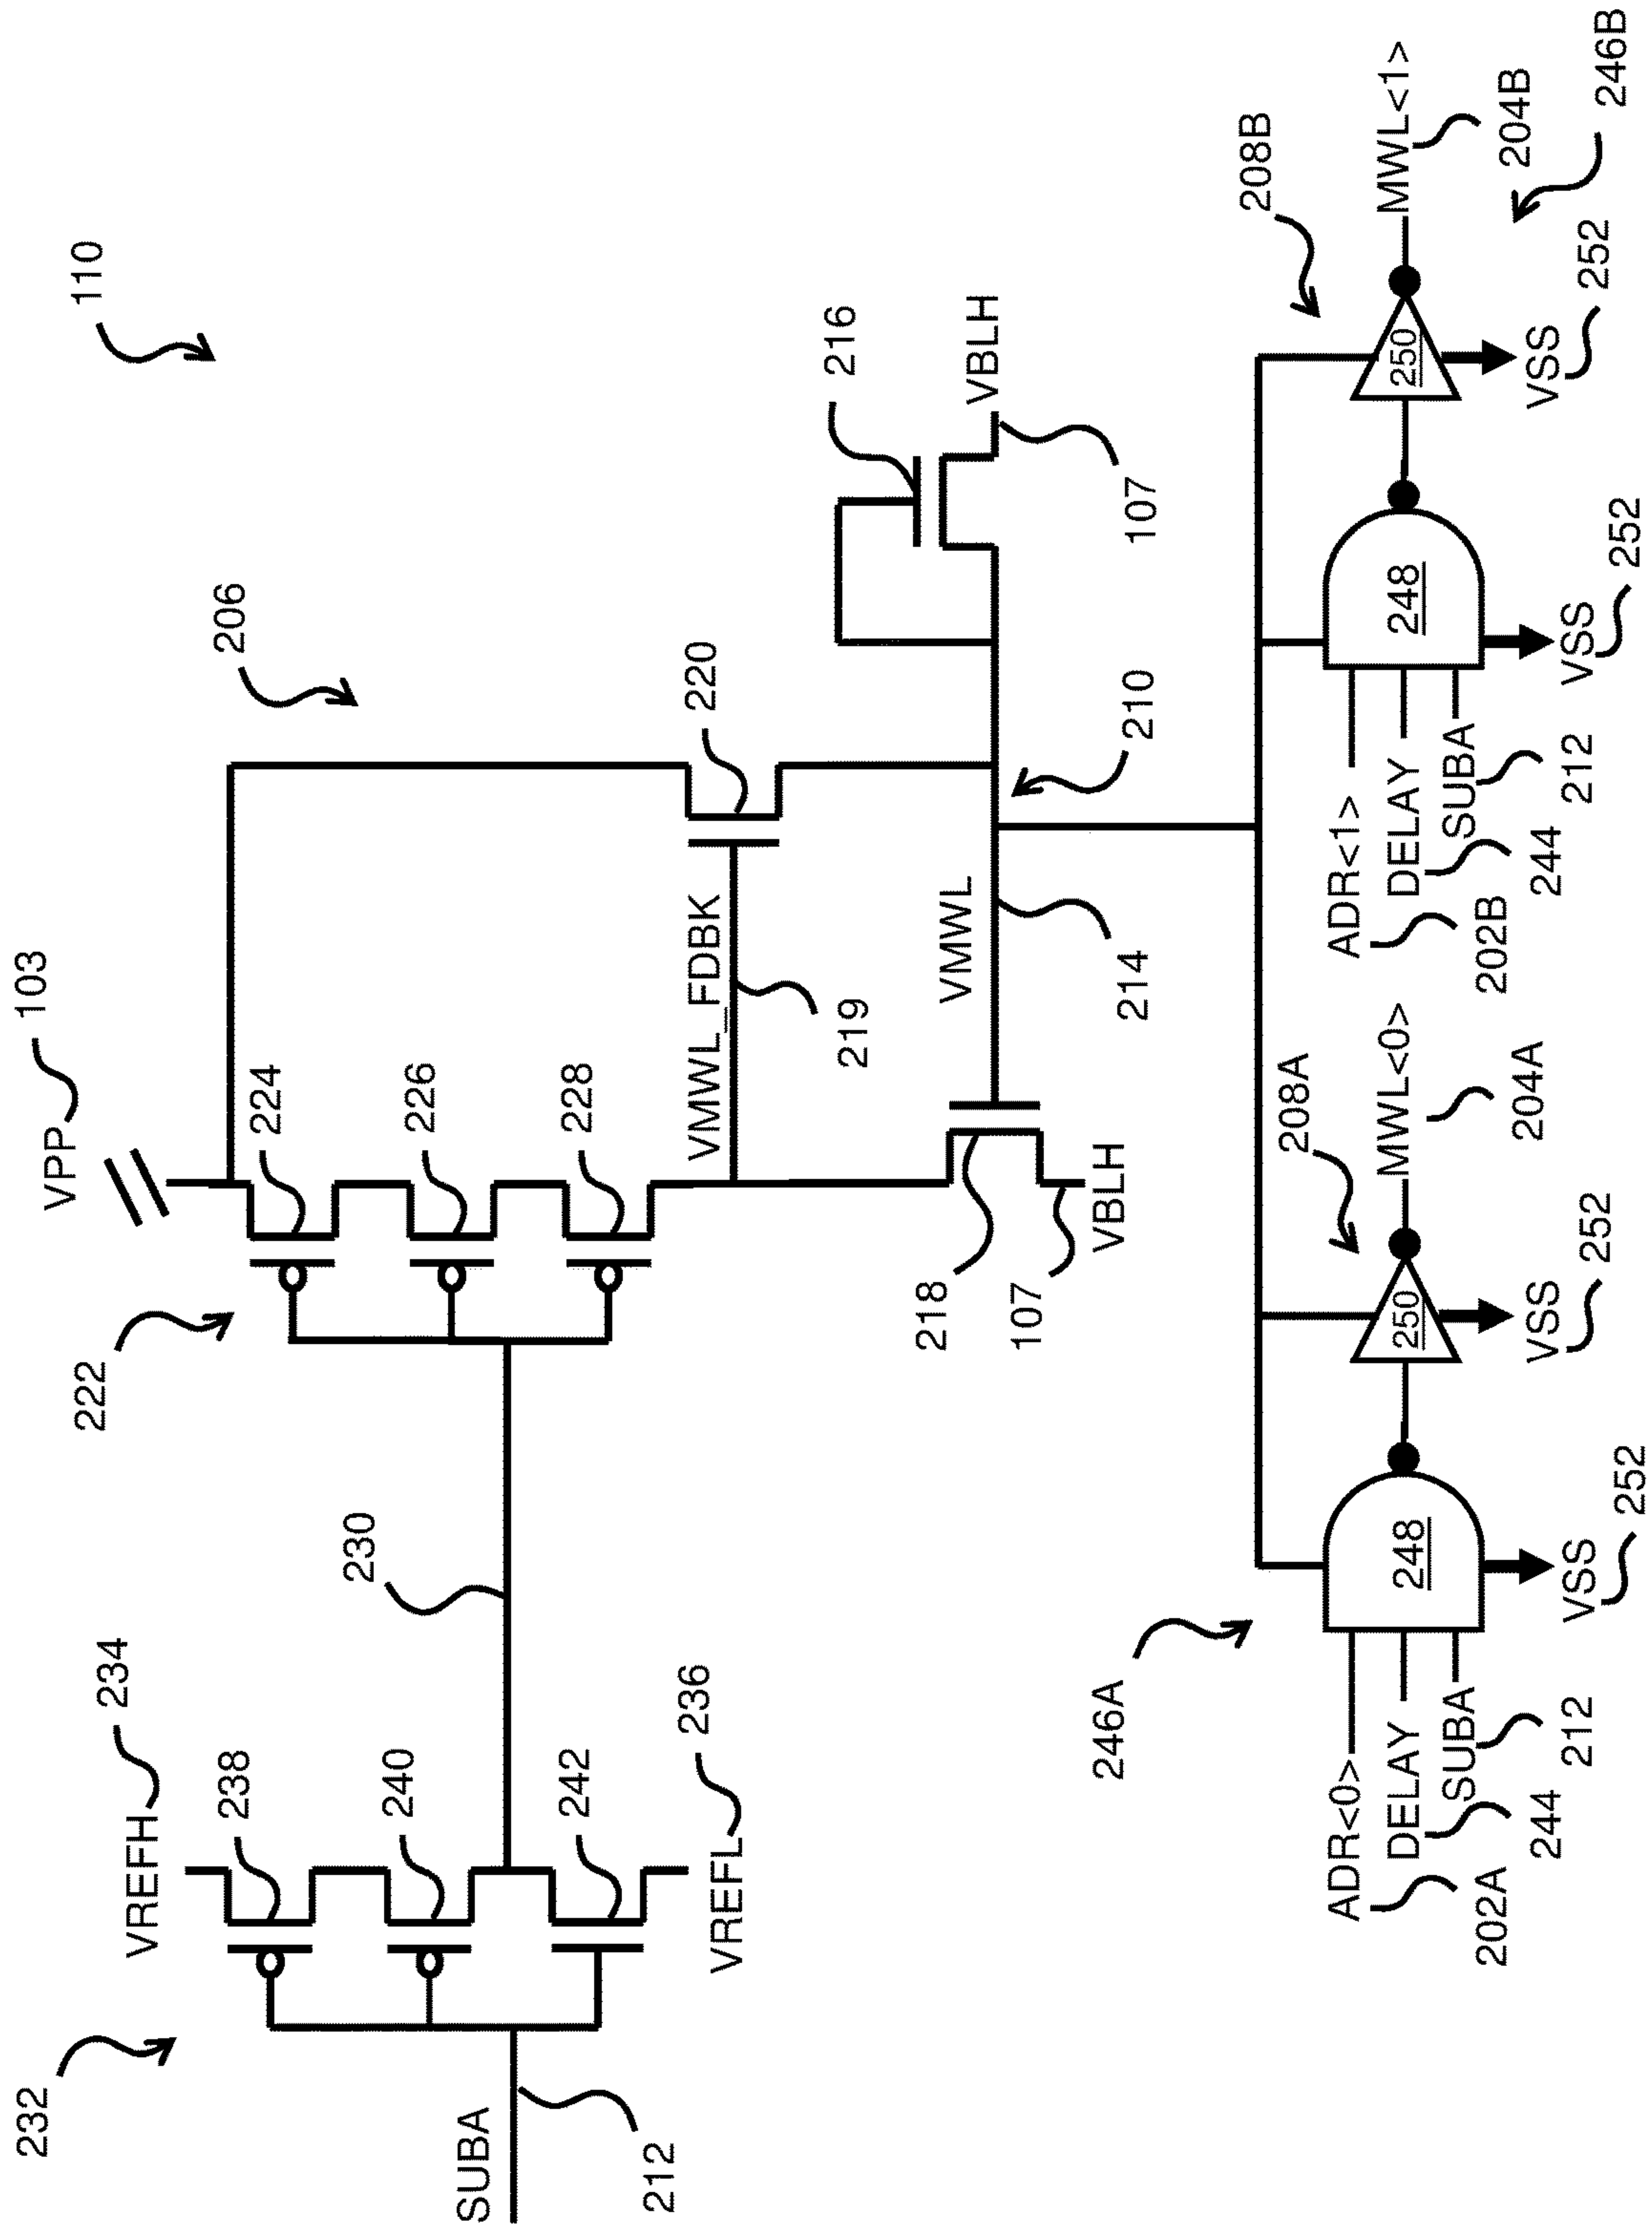 110
VPP 103
206
222
224
226
228
VMWL_FDBK
219
220
216
VBLH
107
210
VMWL
214
218
107
VBLH
230
232
VREFH 234
238
240
242
VREFL 236
SUBA
212
246A
ADR<0>
202A
DELAY
244
SUBA
212
248
VSS
252
208A
250
VSS
252
MWL<0>
204A
ADR<1>
202B
DELAY
244
SUBA
212
248
VSS
252
208B
250
VSS
252
MWL<1>
204B
246B